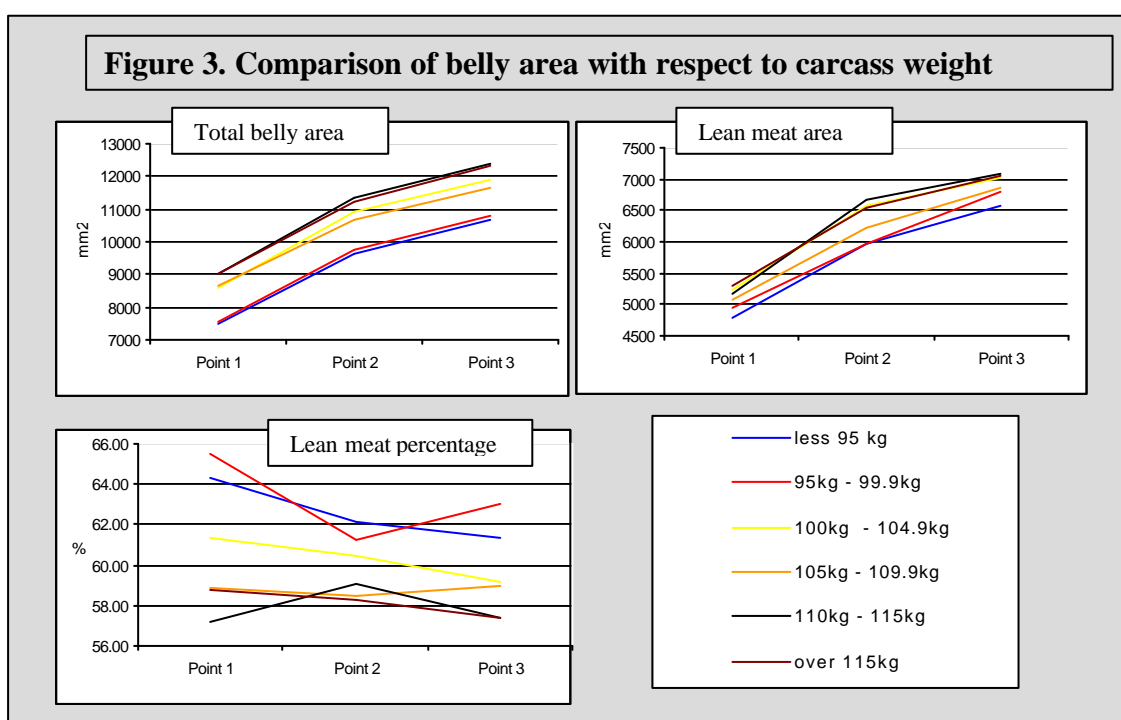 Figure 3. Comparison of belly area with respect to carcass weight
Total belly area
13000
12000
11000
10000
9000
8000
7000
mm2
Point 1 Point 2 Point 3
Lean meat area
7500
7000
6500
6000
5500
5000
4500
mm2
Point 1 Point 2 Point 3
Lean meat percentage
66.00
64.00
62.00
60.00
58.00
56.00
%
Point 1 Point 2 Point 3
less 95 kg
95kg - 99.9kg
100kg - 104.9kg
105kg - 109.9kg
110kg - 115kg
over 115kg